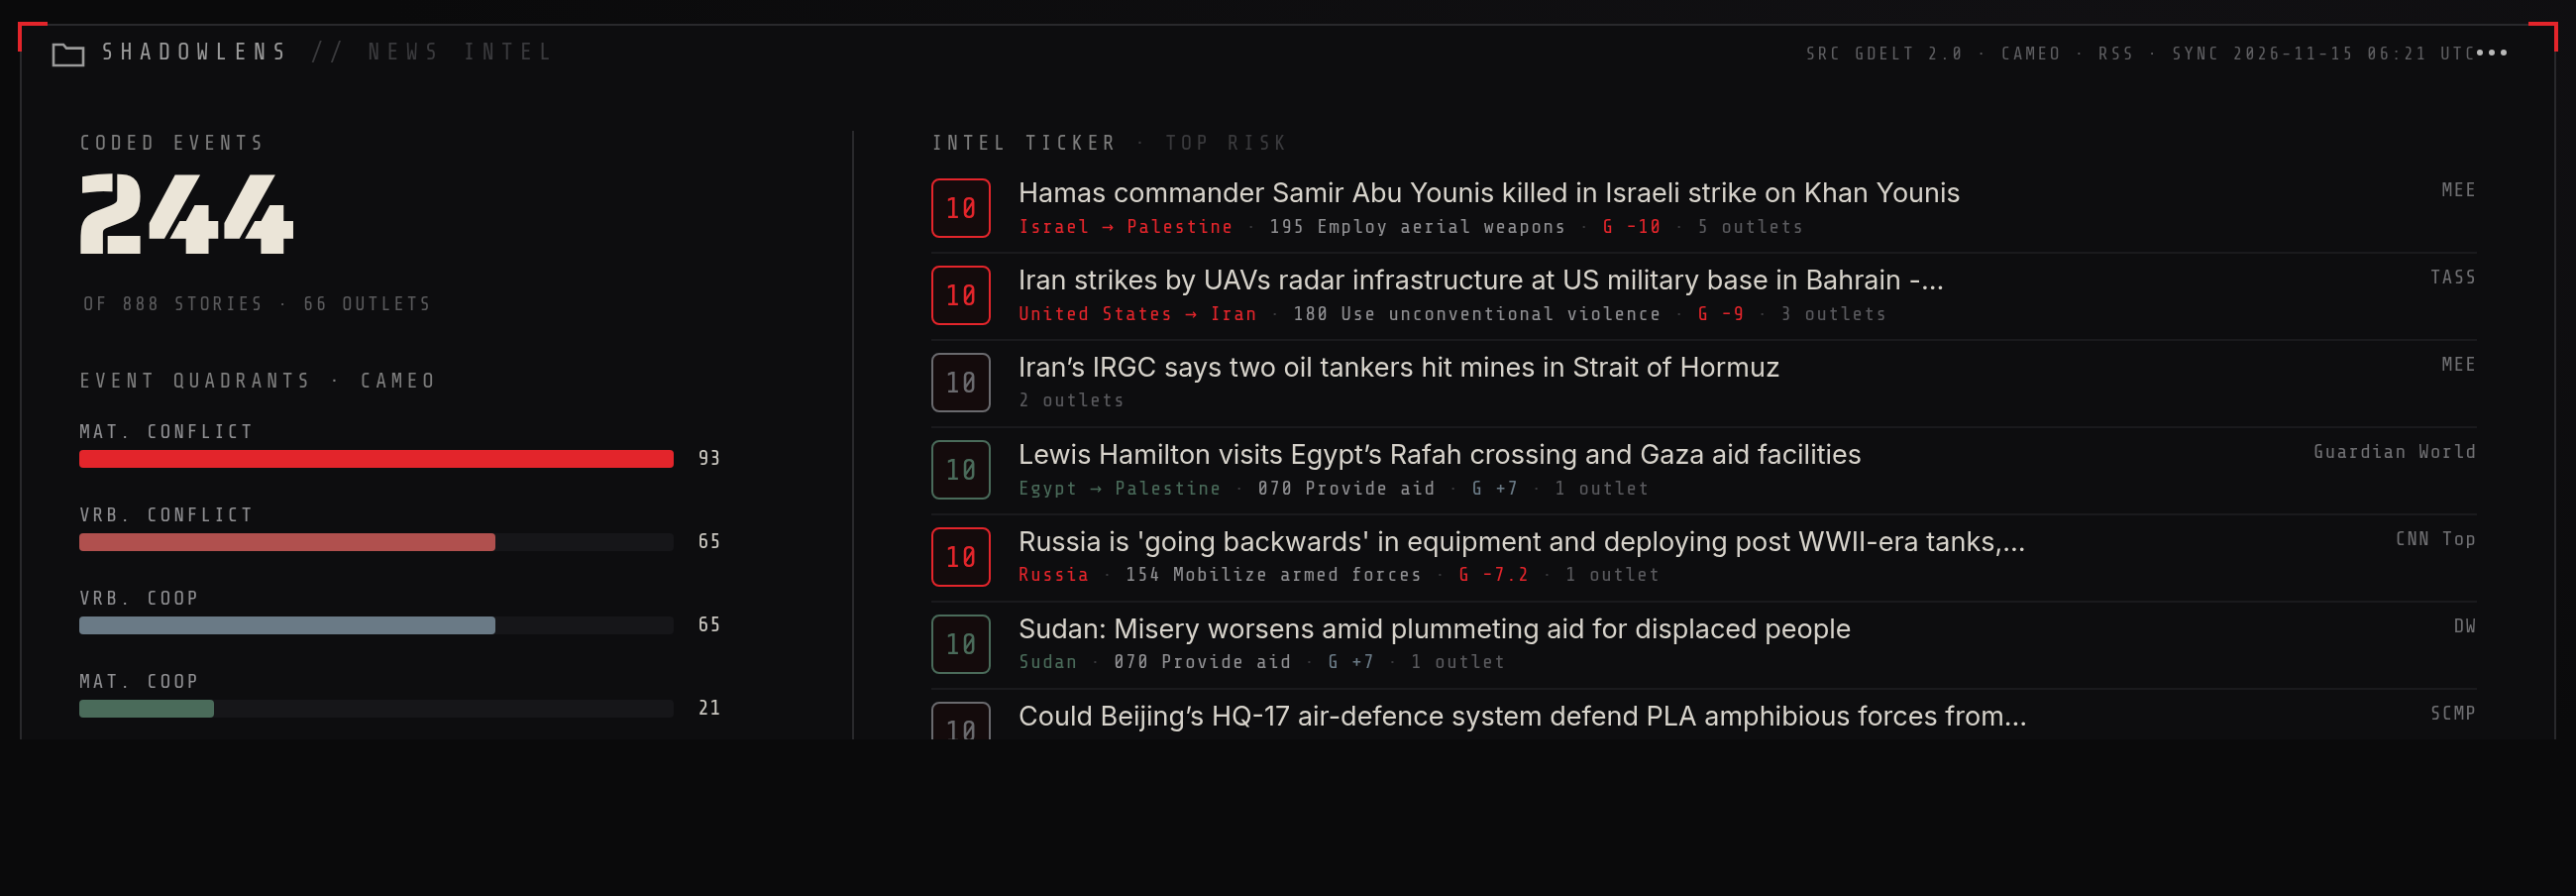 SHADOWLENS // NEWS INTEL
SRC GDELT 2.0 · CAMEO · RSS · SYNC 2026-11-15 06:21 UTC
CODED EVENTS
244
OF 888 STORIES · 66 OUTLETS
EVENT QUADRANTS · CAMEO
MAT. CONFLICT
93
VRB. CONFLICT
65
VRB. COOP
65
MAT. COOP
21
INTEL TICKER · TOP RISK
10
Hamas commander Samir Abu Younis killed in Israeli strike on Khan Younis
MEE
Israel → Palestine · 195 Employ aerial weapons · G -10 · 5 outlets
10
Iran strikes by UAVs radar infrastructure at US military base in Bahrain -…
TASS
United States → Iran · 180 Use unconventional violence · G -9 · 3 outlets
10
Iran’s IRGC says two oil tankers hit mines in Strait of Hormuz
MEE
2 outlets
10
Lewis Hamilton visits Egypt’s Rafah crossing and Gaza aid facilities
Guardian World
Egypt → Palestine · 070 Provide aid · G +7 · 1 outlet
10
Russia is 'going backwards' in equipment and deploying post WWII-era tanks,…
CNN Top
Russia · 154 Mobilize armed forces · G -7.2 · 1 outlet
10
Sudan: Misery worsens amid plummeting aid for displaced people
DW
Sudan · 070 Provide aid · G +7 · 1 outlet
10
Could Beijing’s HQ-17 air-defence system defend PLA amphibious forces from…
SCMP